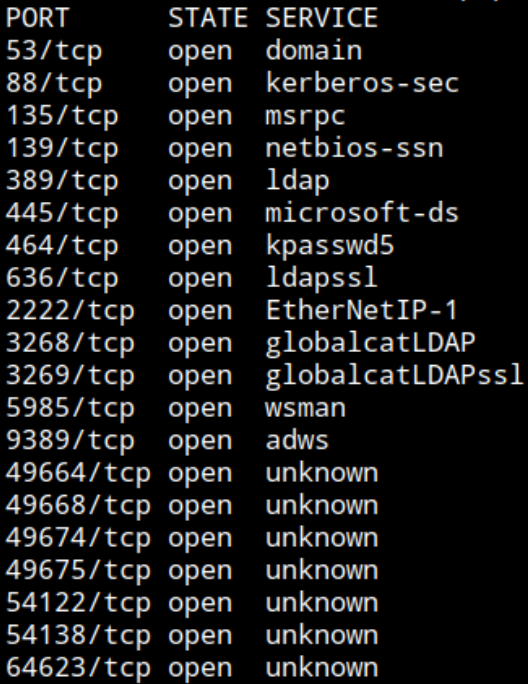 PORT STATE SERVICE
53/tcp open domain
88/tcp open kerberos-sec
135/tcp open msrpc
139/tcp open netbios-ssn
389/tcp open ldap
445/tcp open microsoft-ds
464/tcp open kpasswd5
636/tcp open ldapssl
2222/tcp open EtherNetIP-1
3268/tcp open globalcatLDAP
3269/tcp open globalcatLDAPssl
5985/tcp open wsman
9389/tcp open adws
49664/tcp open unknown
49668/tcp open unknown
49674/tcp open unknown
49675/tcp open unknown
54122/tcp open unknown
54138/tcp open unknown
64623/tcp open unknown